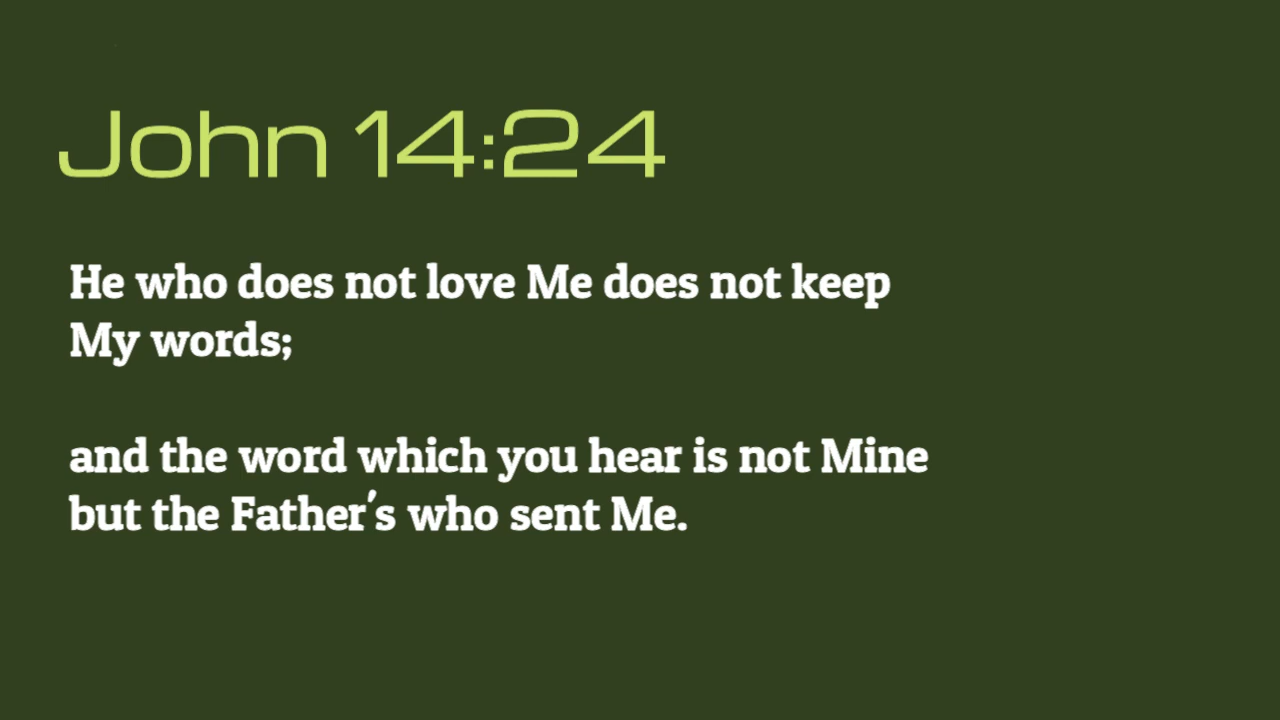 John 14:24
He who does not love Me does not keep
My words;
and the word which you hear is not Mine
but the Father's who sent Me.